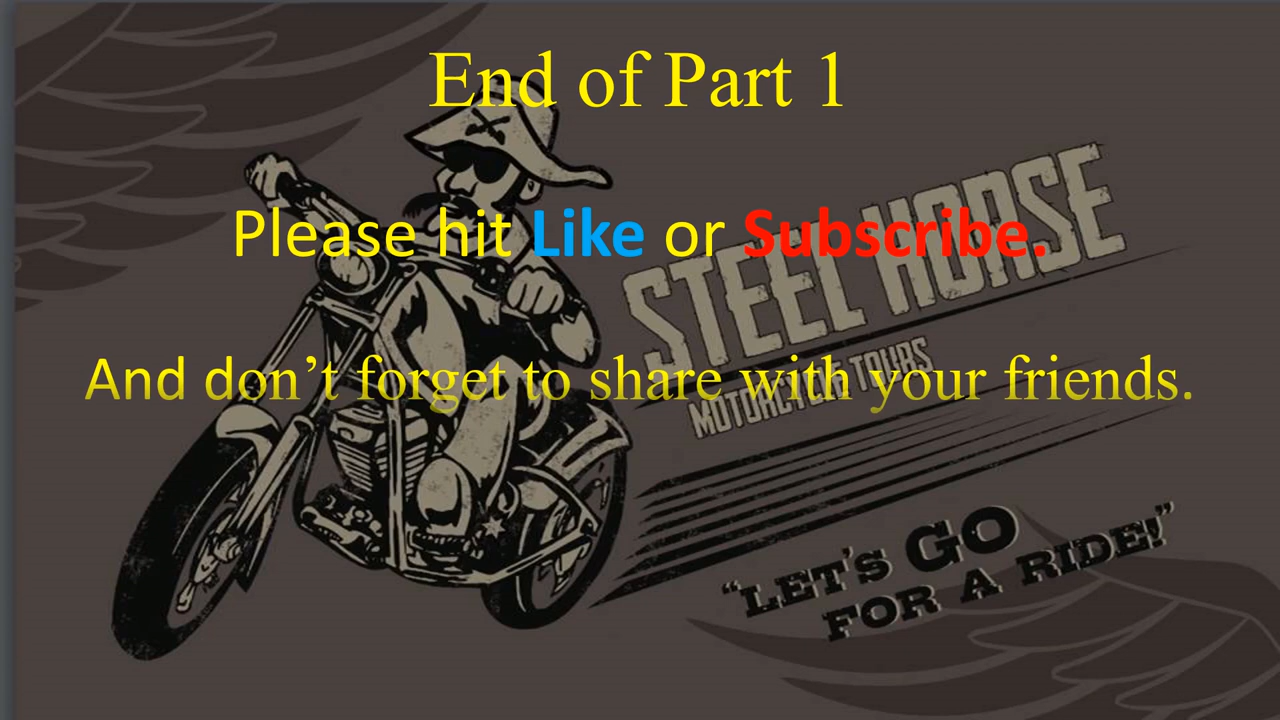 End of Part 1
Please hit Like or Subscribe.
STEEL HORSE
MOTORCYCLE TOURS
And don’t forget to share with your friends.
“LET'S GO
FOR A RIDE!”